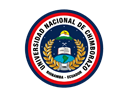 UNIVERSIDAD NACIONAL DE CHIMBORAZO
RIOBAMBA - ECUADOR